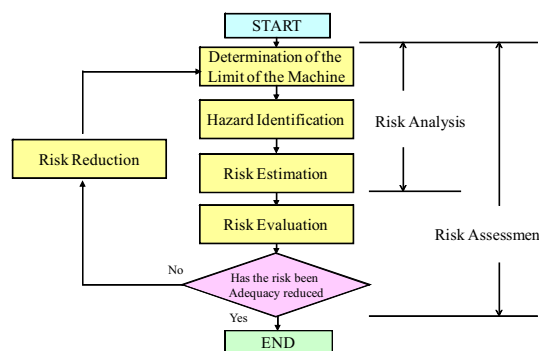 START
Determination of the
Limit of the Machine
Hazard Identification
Risk Analysis
Risk Reduction
Risk Estimation
Risk Evaluation
Risk Assessmen
No
Has the risk been
Adequacy reduced
Yes
END